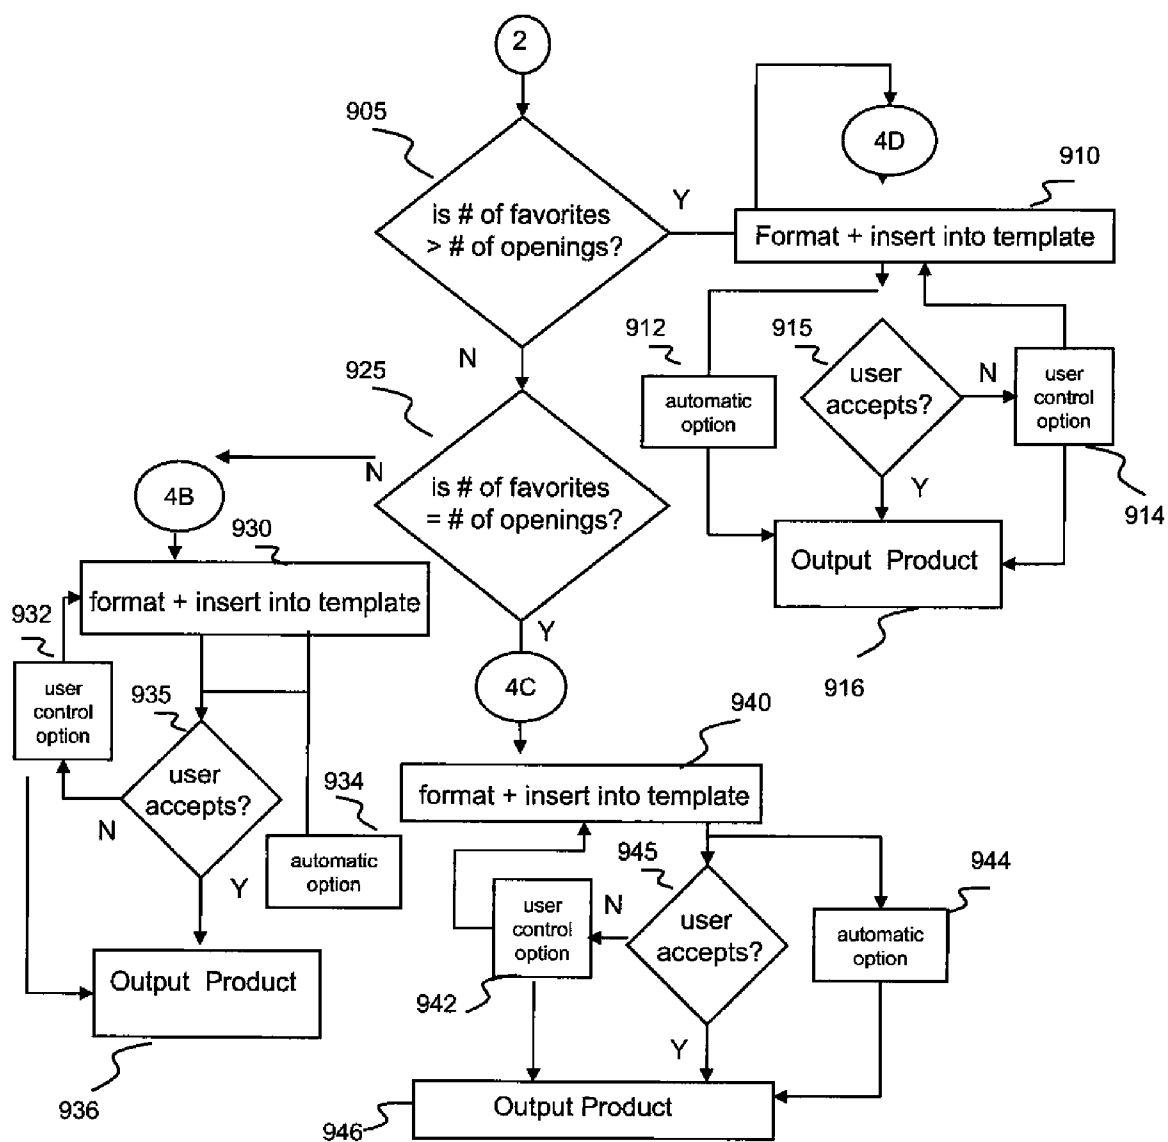 2
905
is # of favorites
> # of openings?
Y
N
4D
910
Format + insert into template
912
automatic
option
915
user
accepts?
N
Y
user
control
option
914
Output Product
916
925
is # of favorites
= # of openings?
N
Y
4B
930
format + insert into template
932
user
control
option
935
user
accepts?
N
Y
934
automatic
option
Output Product
936
4C
940
format + insert into template
945
user
accepts?
N
Y
user
control
option
942
944
automatic
option
Output Product
946